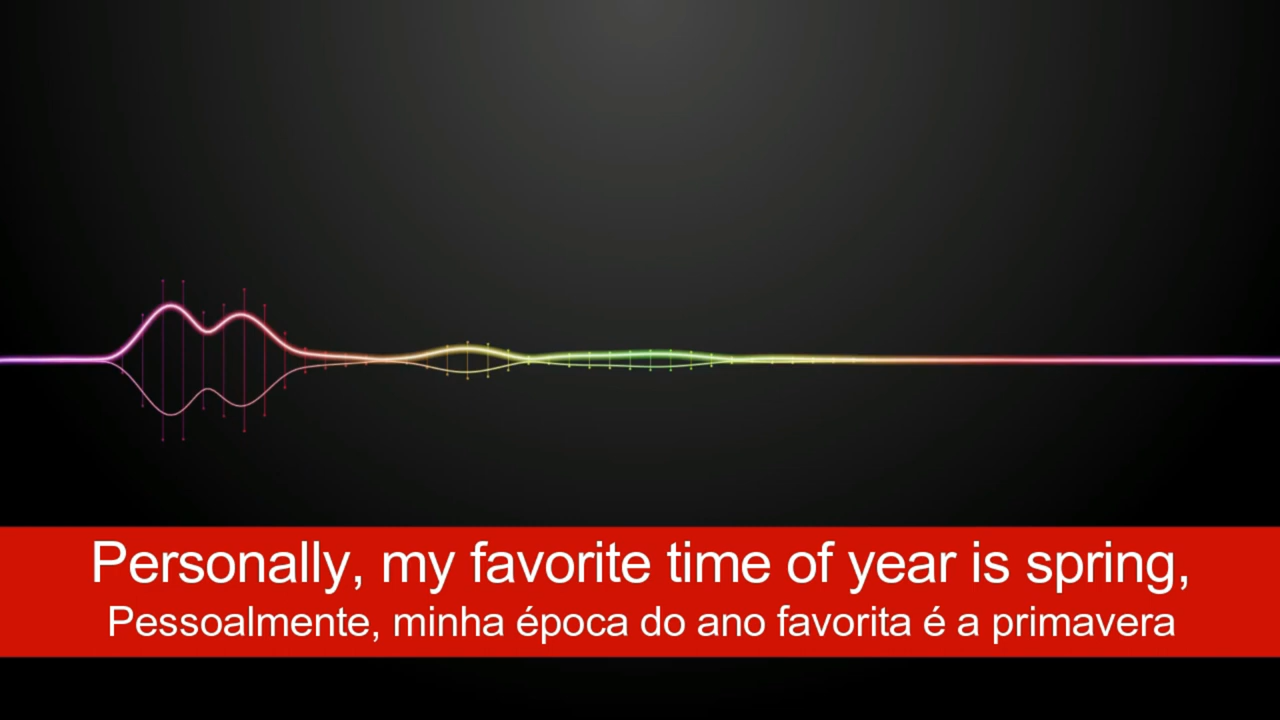 Personally, my favorite time of year is spring,
Pessoalmente, minha época do ano favorita é a primavera